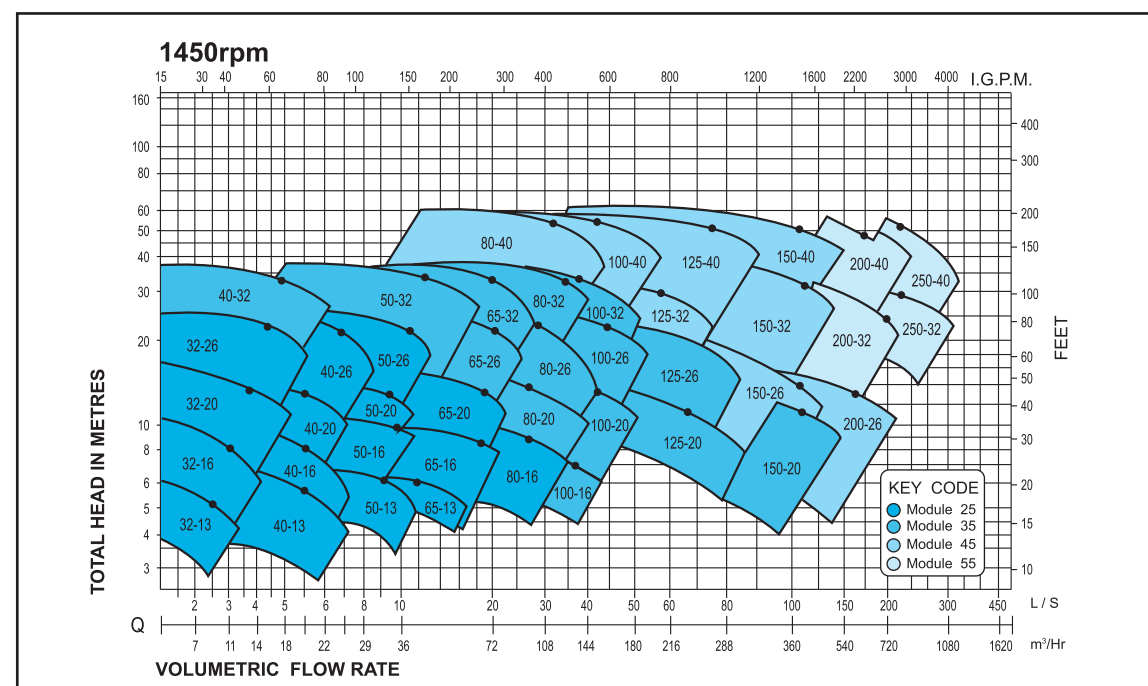 1450rpm
15 30 40 60 80 100 150 200 300 400 600 800 1200 1600 2200 3000 4000 I.G.P.M.
160
100
80
60
50
40
30
20
10
8
6
5
4
3
TOTAL HEAD IN METRES
400
300
200
150
100
80
60
50
40
30
20
15
10
FEET
80-40 100-40 125-40 150-40 200-40 250-40
40-32 50-32 65-32 80-32 100-32 125-32 150-32 200-32 250-32
32-26 40-26 50-26 65-26 80-26 100-26 125-26 150-26 200-26
32-20 40-20 50-20 65-20 80-20 100-20 125-20 150-20
32-16 40-16 50-16 65-16 80-16 100-16
32-13 40-13 50-13 65-13
KEY CODE
Module 25
Module 35
Module 45
Module 55
2 3 4 5 6 8 10 20 30 40 50 60 80 100 150 200 300 450 L / S
Q
7 11 14 18 22 29 36 72 108 144 180 216 288 360 540 720 1080 1620 m³/Hr
VOLUMETRIC FLOW RATE